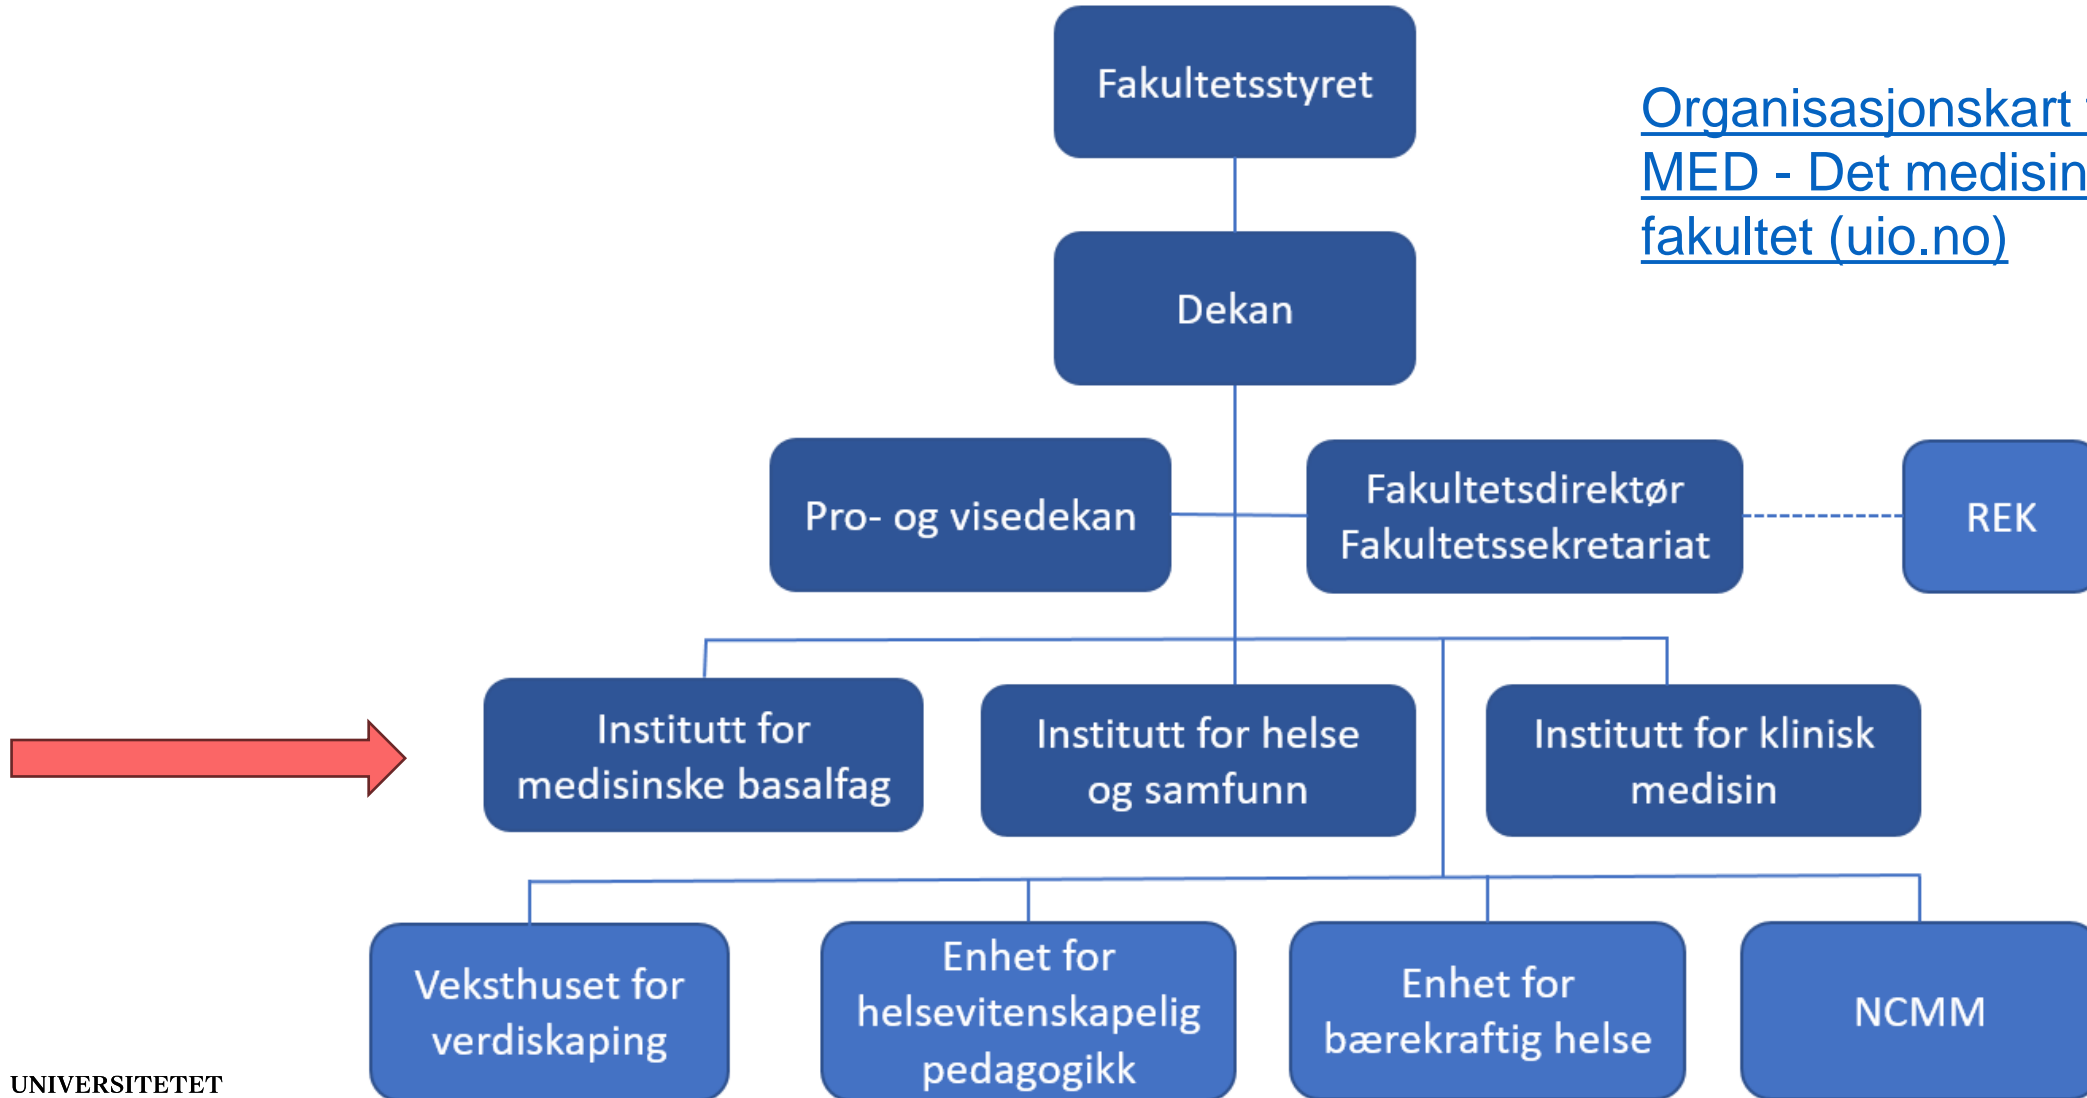 Fakultetsstyret
Organisasjonskart
MED - Det medisin
fakultet (uio.no)
Dekan
Pro- og visedekan
Fakultetsdirektør
Fakultetssekretariat
REK
Institutt for
medisinske basalfag
Institutt for helse
og samfunn
Institutt for klinisk
medisin
Veksthuset for
verdiskaping
Enhet for
helsevitenskapelig
pedagogikk
Enhet for
bærekraftig helse
NCMM
UNIVERSITETET